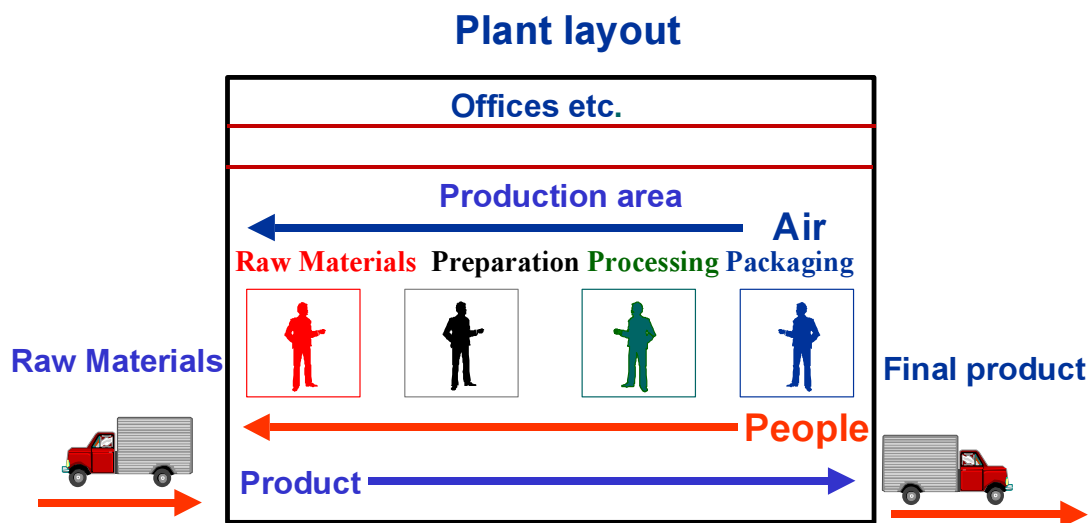 Plant layout
Offices etc.
Production area
Air
Raw Materials Preparation Processing Packaging
Raw Materials
Final product
People
Product